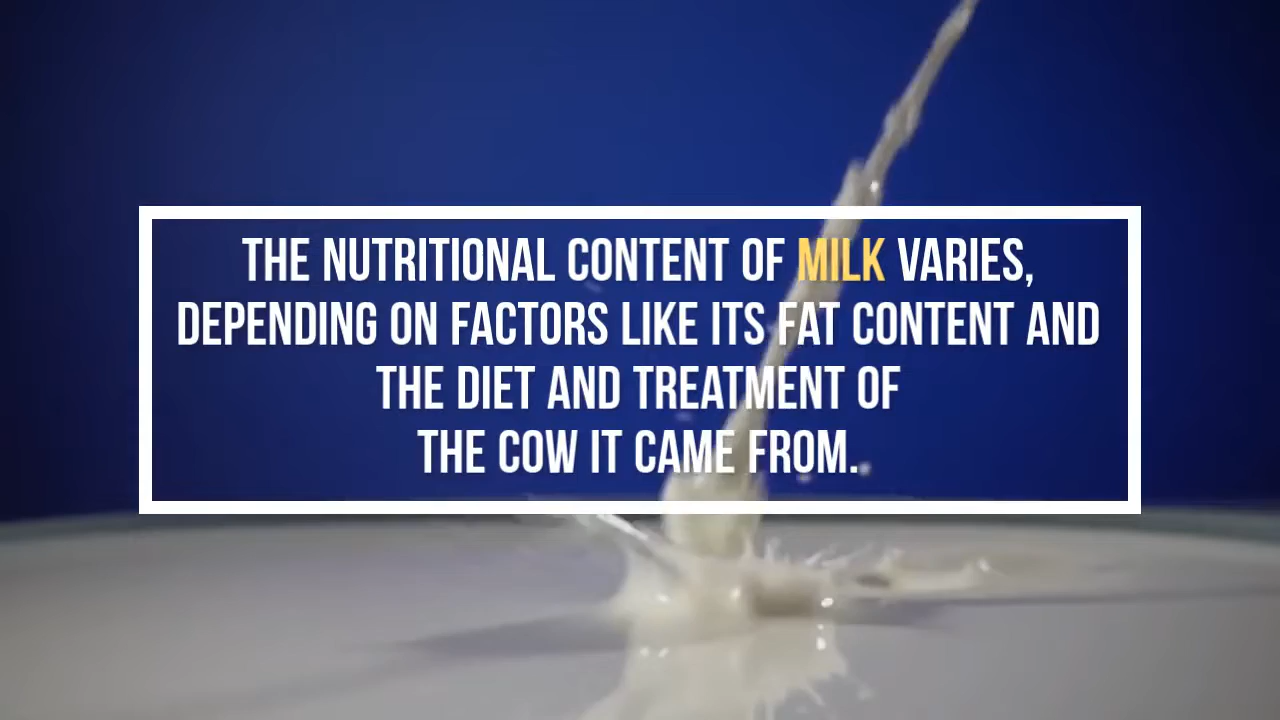 THE NUTRITIONAL CONTENT OF MILK VARIES,
DEPENDING ON FACTORS LIKE ITS FAT CONTENT AND
THE DIET AND TREATMENT OF
THE COW IT CAME FROM.